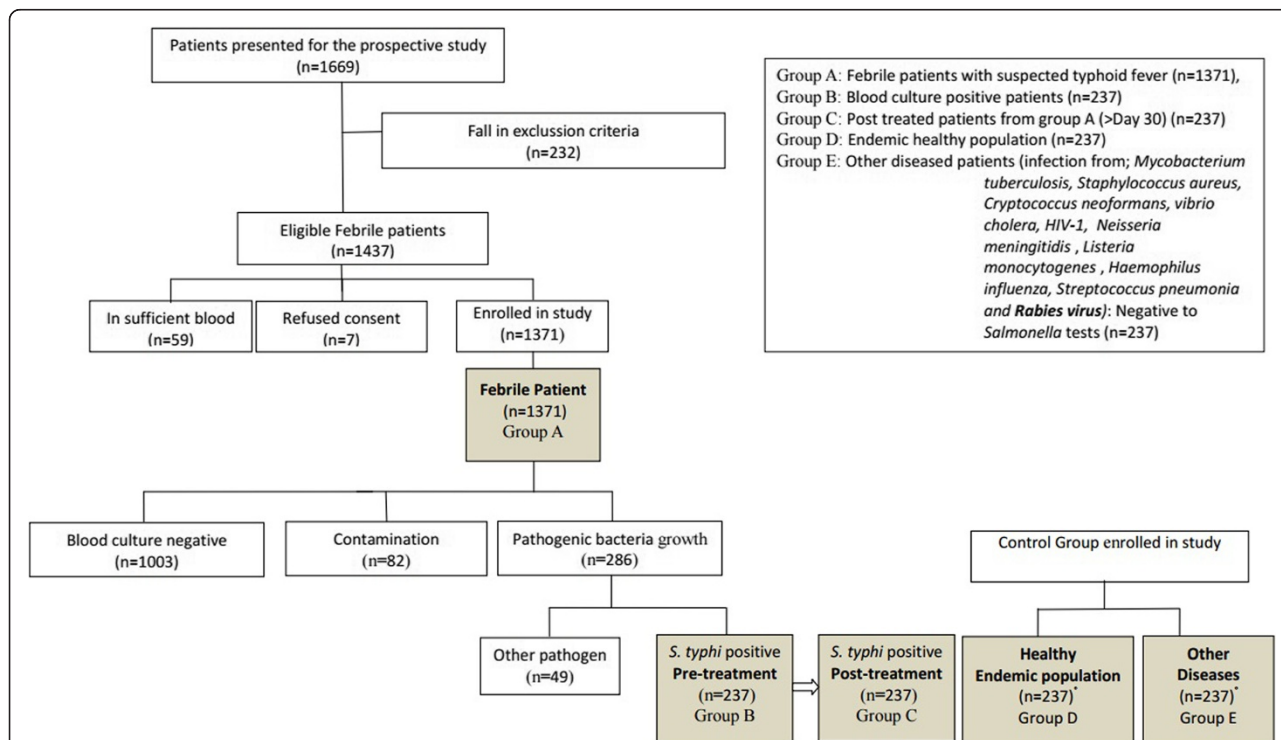 Patients presented for the prospective study
(n=1669)
Fall in exclussion criteria
(n=232)
Eligible Febrile patients
(n=1437)
In sufficient blood
(n=59)
Refused consent
(n=7)
Enrolled in study
(n=1371)
Febrile Patient
(n=1371)
Group A
Blood culture negative
(n=1003)
Contamination
(n=82)
Pathogenic bacteria growth
(n=286)
Other pathogen
(n=49)
S. typhi positive
Pre-treatment
(n=237)
Group B
S. typhi positive
Post-treatment
(n=237)
Group C
Control Group enrolled in study
Healthy
Endemic population
(n=237)*
Group D
Other
Diseases
(n=237)*
Group E
Group A: Febrile patients with suspected typhoid fever (n=1371),
Group B: Blood culture positive patients (n=237)
Group C: Post treated patients from group A (>Day 30) (n=237)
Group D: Endemic healthy population (n=237)
Group E: Other diseased patients (infection from; Mycobacterium
tuberculosis, Staphylococcus aureus,
Cryptococcus neoformans, vibrio
cholera, HIV-1, Neisseria
meningitidis , Listeria
monocytogenes , Haemophilus
influenza, Streptococcus pneumonia
and Rabies virus): Negative to
Salmonella tests (n=237)